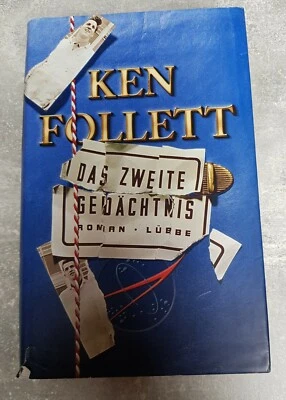 KEN
FOLLETT
DAS ZWEITE
GEDÄCHTNIS
ROMAN · LÜBBE